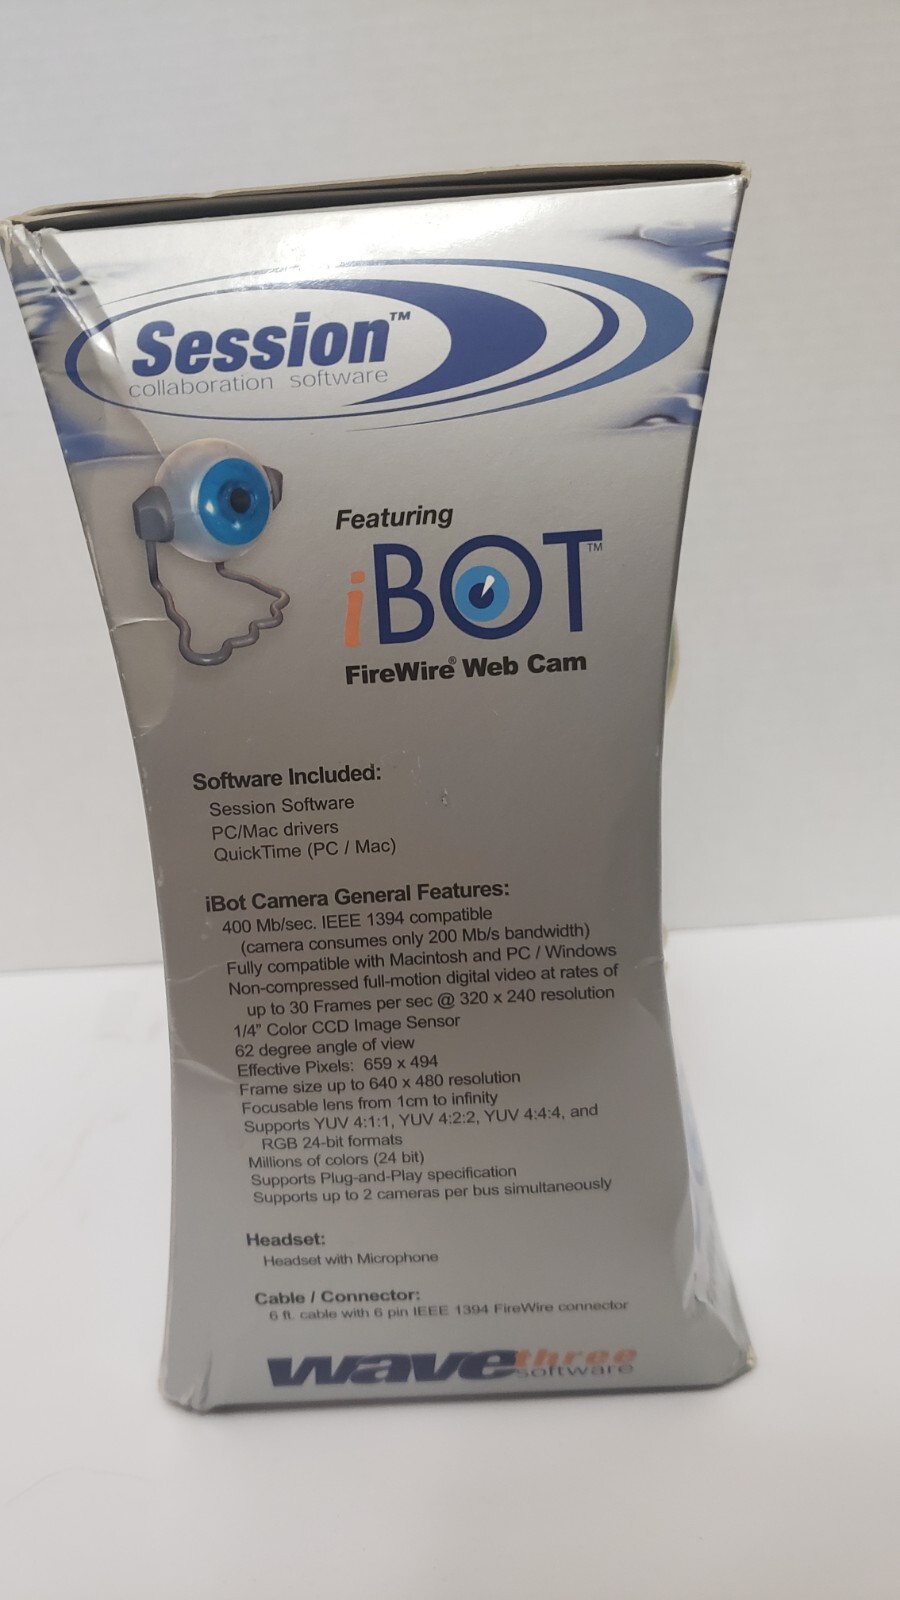 Session™
collaboration software
Featuring
iBOT™
FireWire® Web Cam
Software Included:
Session Software
PC/Mac drivers
QuickTime (PC / Mac)
iBot Camera General Features:
400 Mb/sec. IEEE 1394 compatible
(camera consumes only 200 Mb/s bandwidth)
Fully compatible with Macintosh and PC / Windows
Non-compressed full-motion digital video at rates of
up to 30 Frames per sec @ 320 x 240 resolution
1/4" Color CCD Image Sensor
62 degree angle of view
Effective Pixels: 659 x 494
Frame size up to 640 x 480 resolution
Focusable lens from 1cm to infinity
Supports YUV 4:1:1, YUV 4:2:2, YUV 4:4:4, and
RGB 24-bit formats
Millions of colors (24 bit)
Supports Plug-and-Play specification
Supports up to 2 cameras per bus simultaneously
Headset:
Headset with Microphone
Cable / Connector:
6 ft. cable with 6 pin IEEE 1394 FireWire connector
wavethree
software